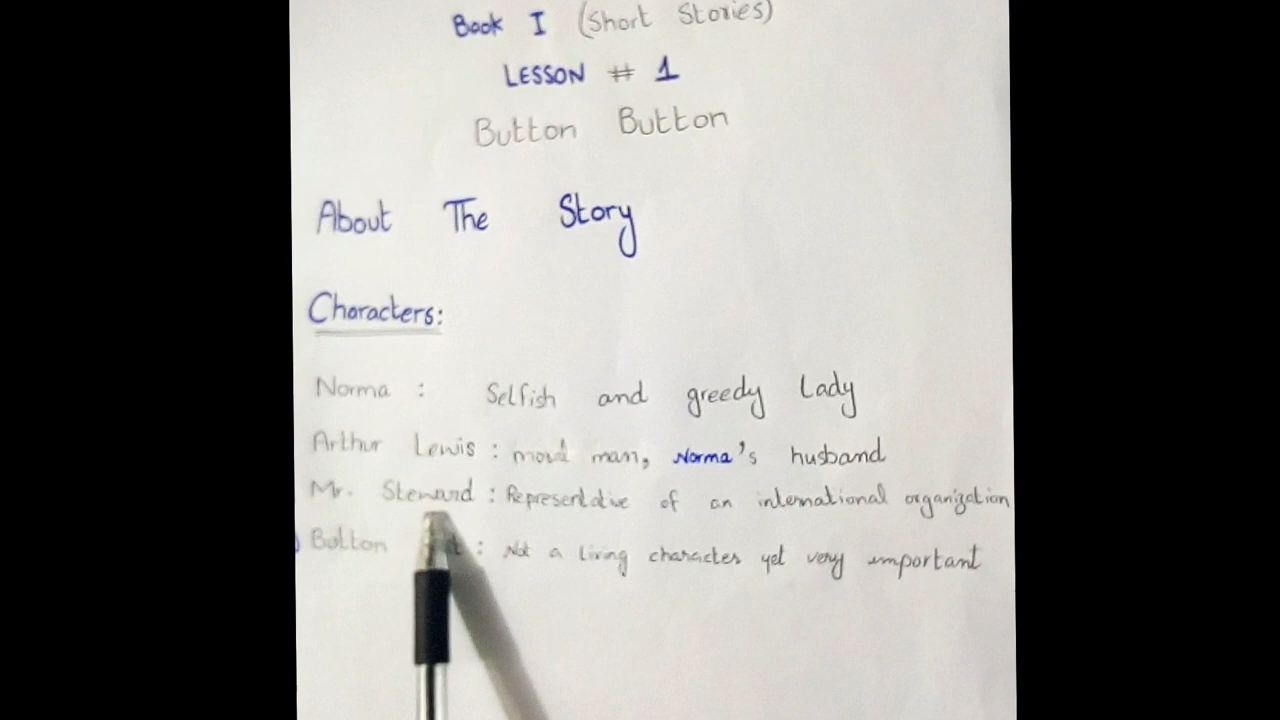 Book I (Short Stories)
LESSON # 1
Button Button
About The Story
Characters:
Norma : Selfish and greedy Lady
Arthur Lewis : moral man, Norma's husband
Mr. Steward : Representative of an international organization
Button : Not a living character yet very important